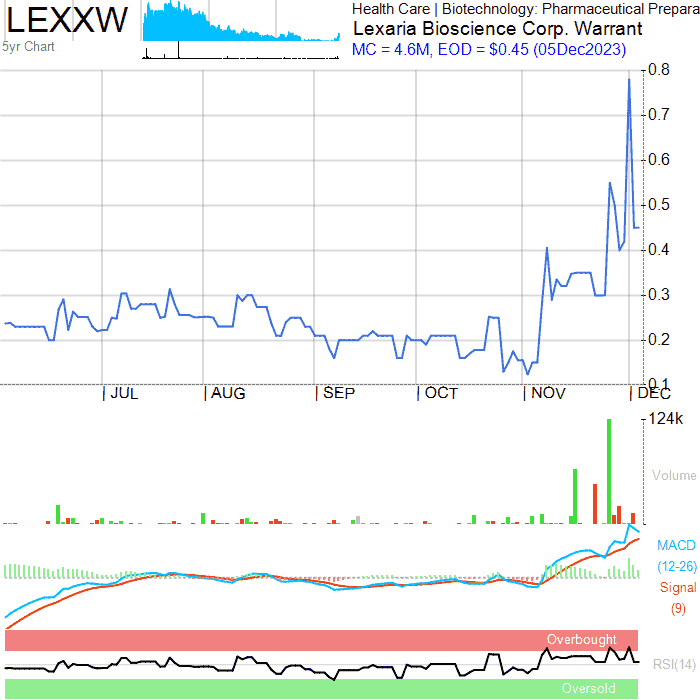 LEXXW
5yr Chart
Health Care | Biotechnology: Pharmaceutical Prepara
Lexaria Bioscience Corp. Warrant
MC = 4.6M, EOD = $0.45 (05Dec2023)
0.8
0.7
0.6
0.5
0.4
0.3
0.2
0.1
|JUL |AUG |SEP |OCT |NOV |DEC
124k
Volume
MACD
(12-26)
Signal
(9)
Overbought
RSI(14)
Oversold